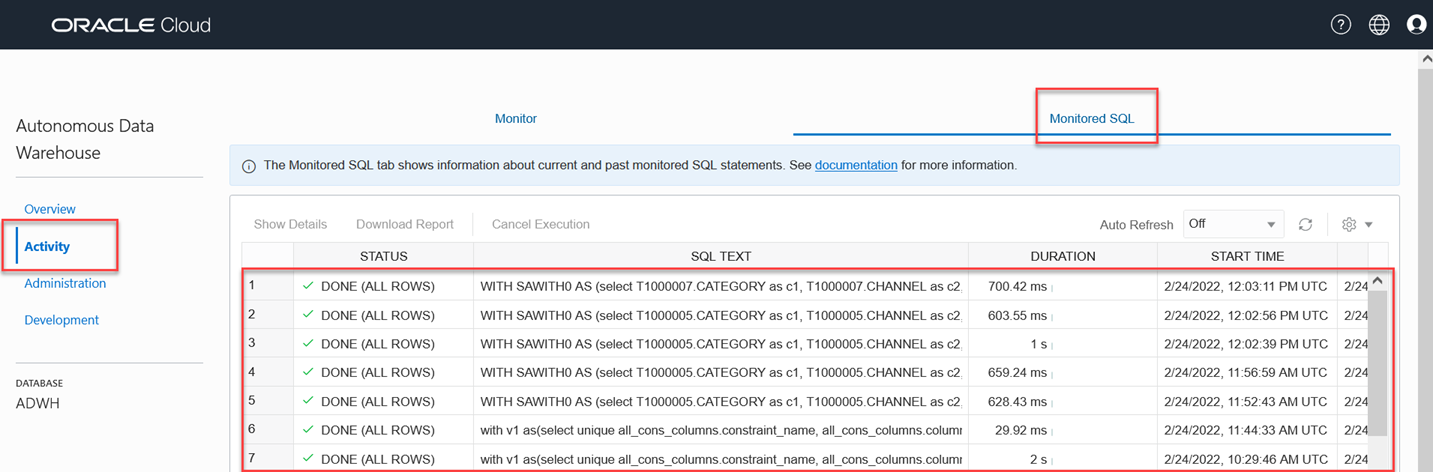 ORACLE Cloud
?
Autonomous Data
Warehouse
Overview
Activity
Administration
Development
DATABASE
ADWH
Monitor
Monitored SQL
The Monitored SQL tab shows information about current and past monitored SQL statements. See documentation for more information.
Show Details Download Report Cancel Execution Auto Refresh Off
STATUS SQL TEXT DURATION START TIME
1 DONE (ALL ROWS) WITH SAWITH0 AS (select T1000007.CATEGORY as c1, T1000007.CHANNEL as c2, 700.42 ms 2/24/2022, 12:03:11 PM UTC 2/24
2 DONE (ALL ROWS) WITH SAWITH0 AS (select T1000005.CATEGORY as c1, T1000005.CHANNEL as c2, 603.55 ms 2/24/2022, 12:02:56 PM UTC 2/24
3 DONE (ALL ROWS) WITH SAWITH0 AS (select T1000005.CATEGORY as c1, T1000005.CHANNEL as c2, 1 s 2/24/2022, 12:02:39 PM UTC 2/24
4 DONE (ALL ROWS) WITH SAWITH0 AS (select T1000005.CATEGORY as c1, T1000005.CHANNEL as c2, 659.24 ms 2/24/2022, 11:56:59 AM UTC 2/24
5 DONE (ALL ROWS) WITH SAWITH0 AS (select T1000005.CATEGORY as c1, T1000005.CHANNEL as c2, 628.43 ms 2/24/2022, 11:52:43 AM UTC 2/24
6 DONE (ALL ROWS) with v1 as(select unique all_cons_columns.constraint_name, all_cons_columns.column 29.92 ms 2/24/2022, 11:44:33 AM UTC 2/24
7 DONE (ALL ROWS) with v1 as(select unique all_cons_columns.constraint_name, all_cons_columns.column 2 s 2/24/2022, 10:29:46 AM UTC 2/24